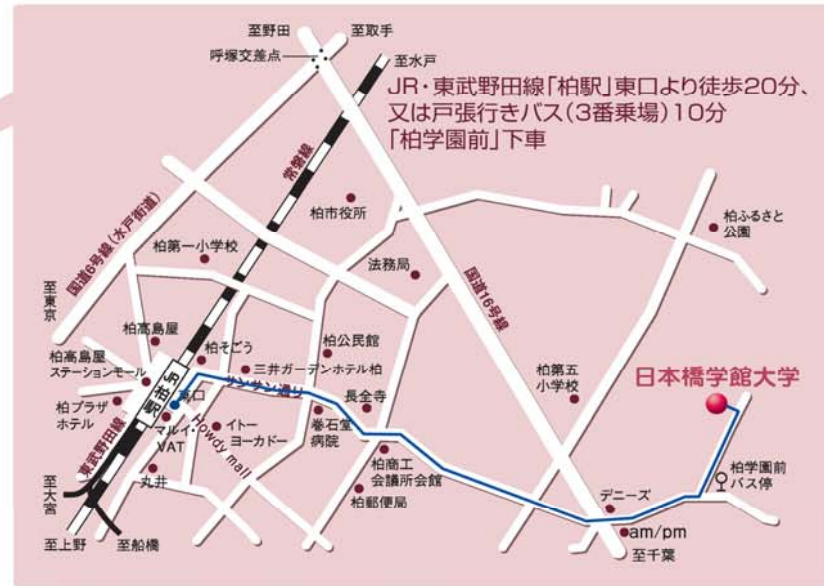 至野田
至取手
呼塚交差点
至水戸
JR・東武野田線「柏駅」東口より徒歩20分、
又は戸張行きバス(3番乗場)10分
「柏学園前」下車
常磐線
国道6号線(水戸街道)
柏市役所
柏ふるさと
公園
柏第一小学校
法務局
国道16号線
至東京
柏髙島屋
柏そごう
柏公民館
柏髙島屋
ステーションモール
三井ガーデンホテル柏
柏第五
小学校
JR柏駅
サンサン通り
日本橋学館大学
東口
長全寺
柏プラザ
ホテル
マルイ・
VAT
イトー
ヨーカドー
巻石堂
病院
Howdy mall
東武野田線
丸井
柏商工
会議所会館
柏学園前
バス停
至大宮
柏郵便局
デニーズ
am/pm
至上野
至船橋
至千葉